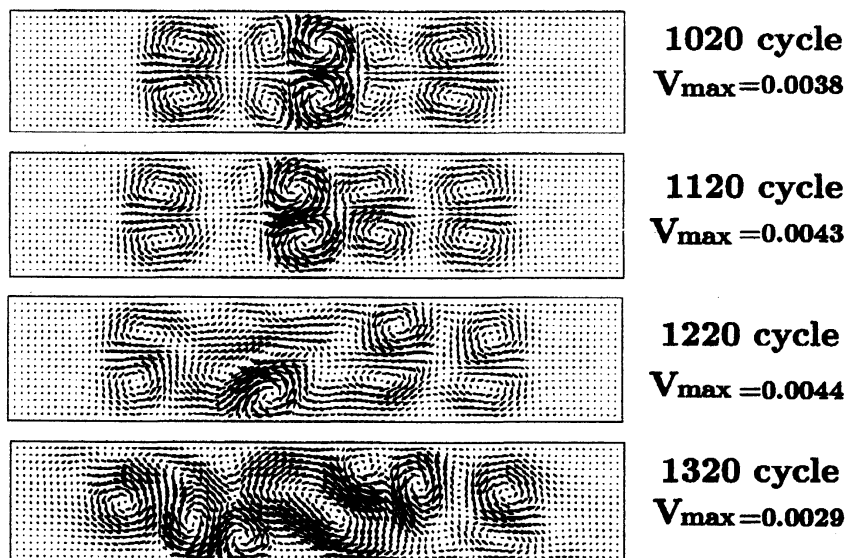 1020 cycle
Vmax=0.0038
1120 cycle
Vmax=0.0043
1220 cycle
Vmax=0.0044
1320 cycle
Vmax=0.0029